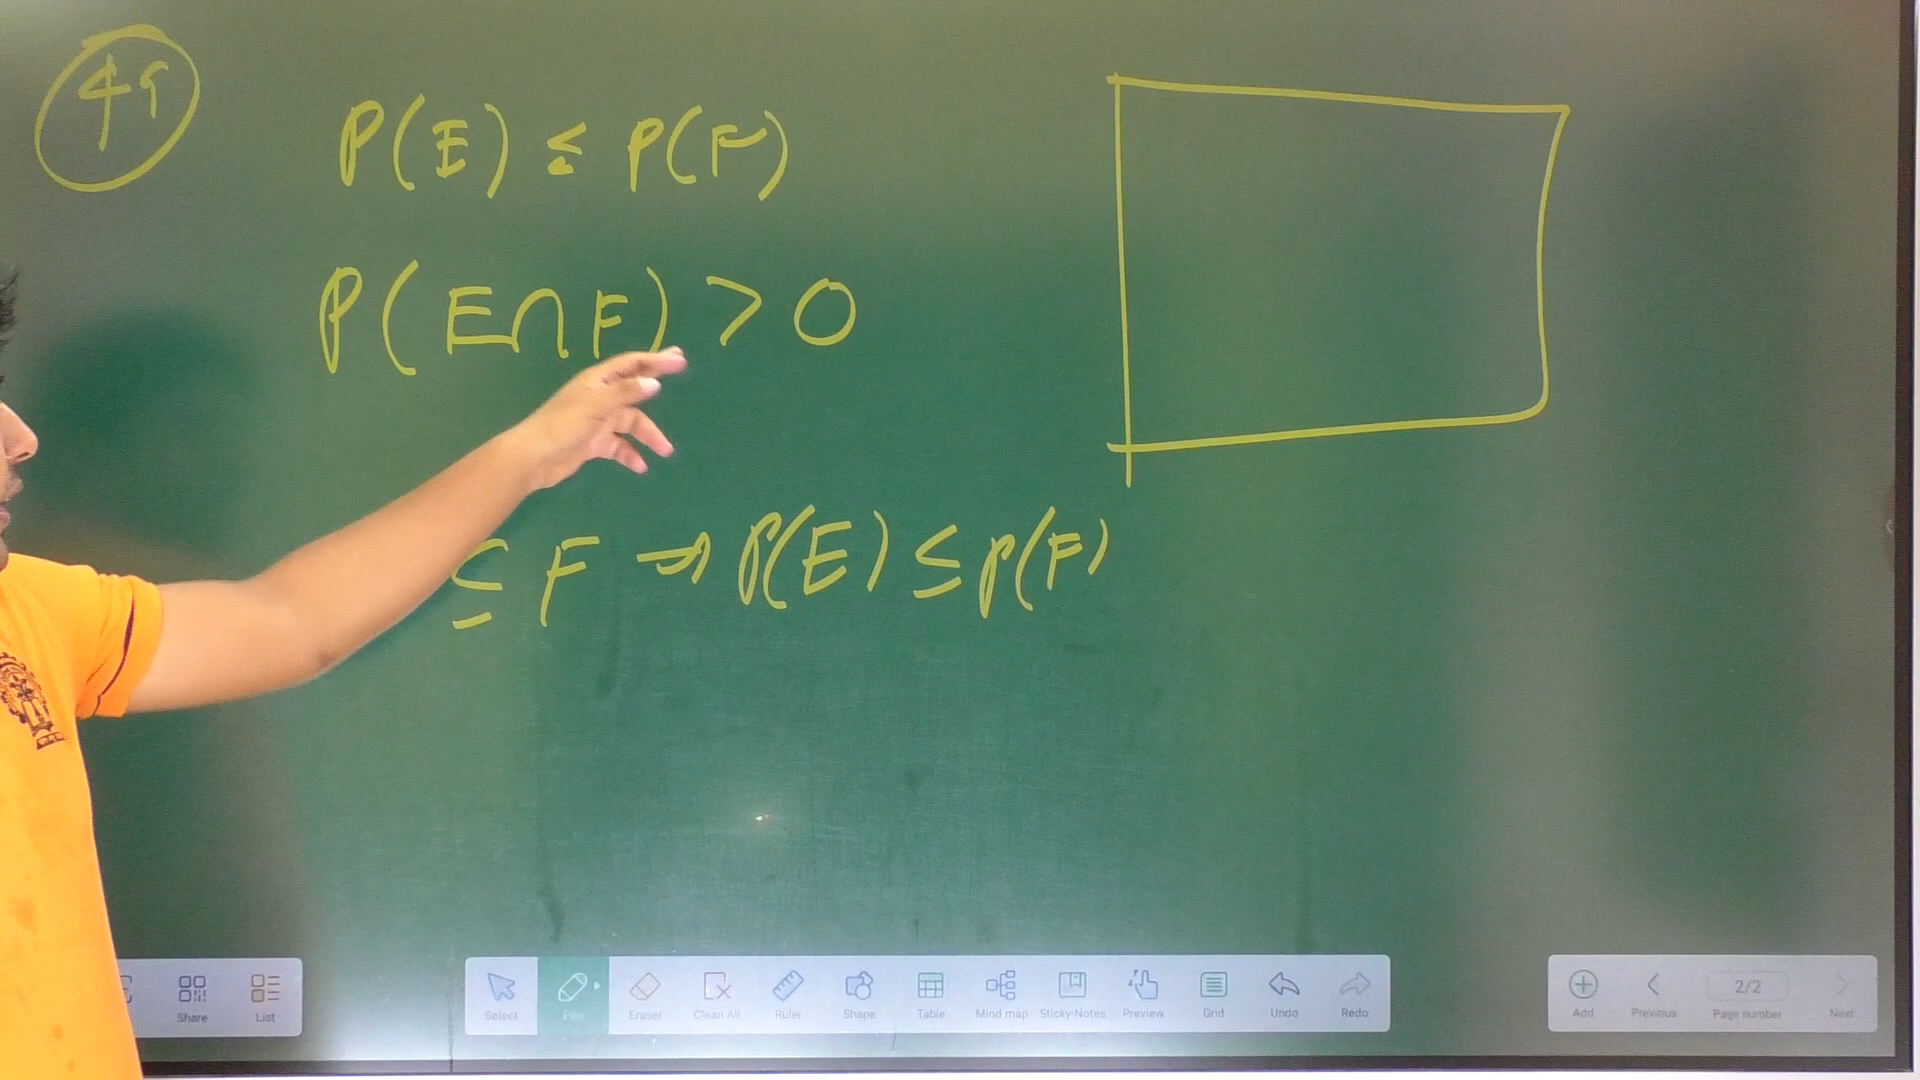 49
P(E) ≤ P(F)
P(E∩F) > 0
⊆ F → P(E) ≤ P(F)
Share
List
Select
Pen
Eraser
Clean All
Ruler
Shape
Table
Mind map
Sticky-Notes
Preview
Grid
Undo
Redo
Add
Previous
2/2
Page number
Next